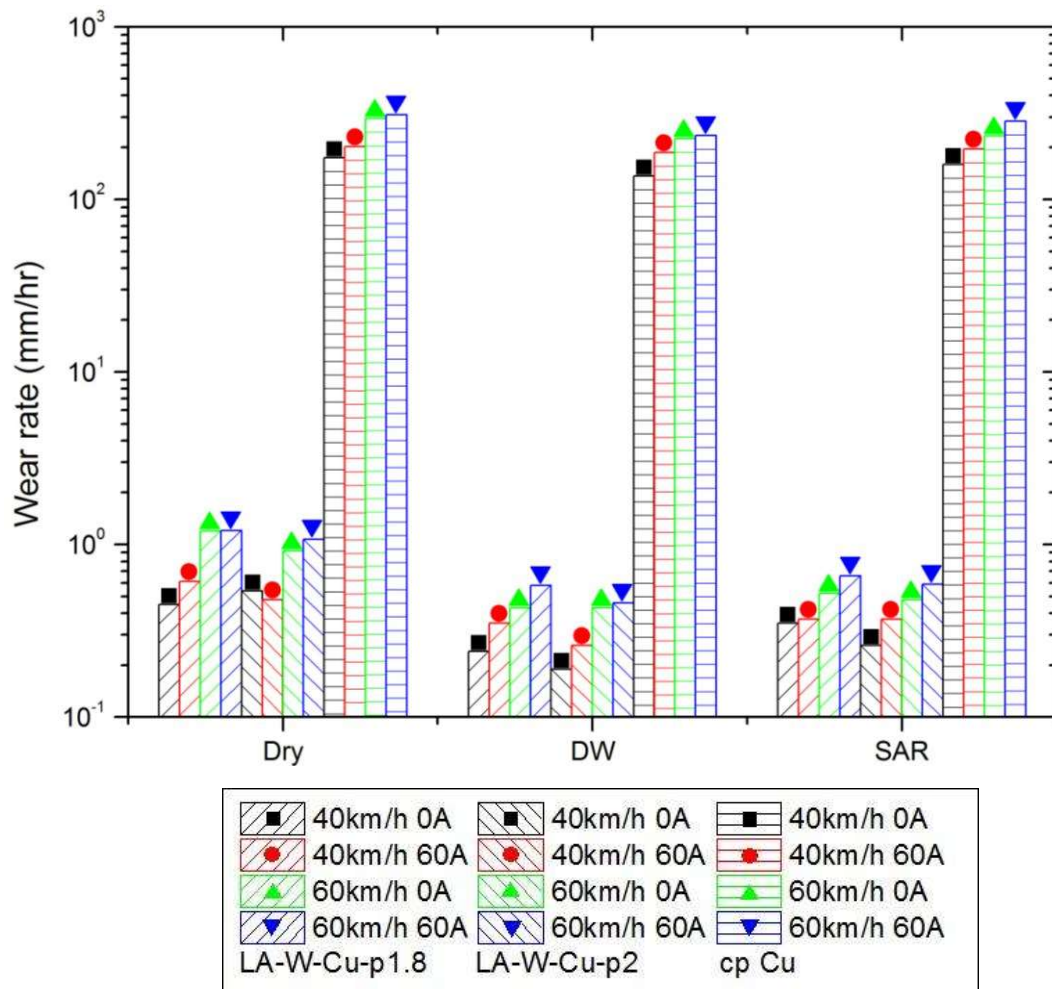 10³
10²
10¹
10⁰
10⁻¹
Wear rate (mm/hr)
Dry DW SAR
40km/h 0A 40km/h 0A 40km/h 0A
40km/h 60A 40km/h 60A 40km/h 60A
60km/h 0A 60km/h 0A 60km/h 0A
60km/h 60A 60km/h 60A 60km/h 60A
LA-W-Cu-p1.8 LA-W-Cu-p2 cp Cu